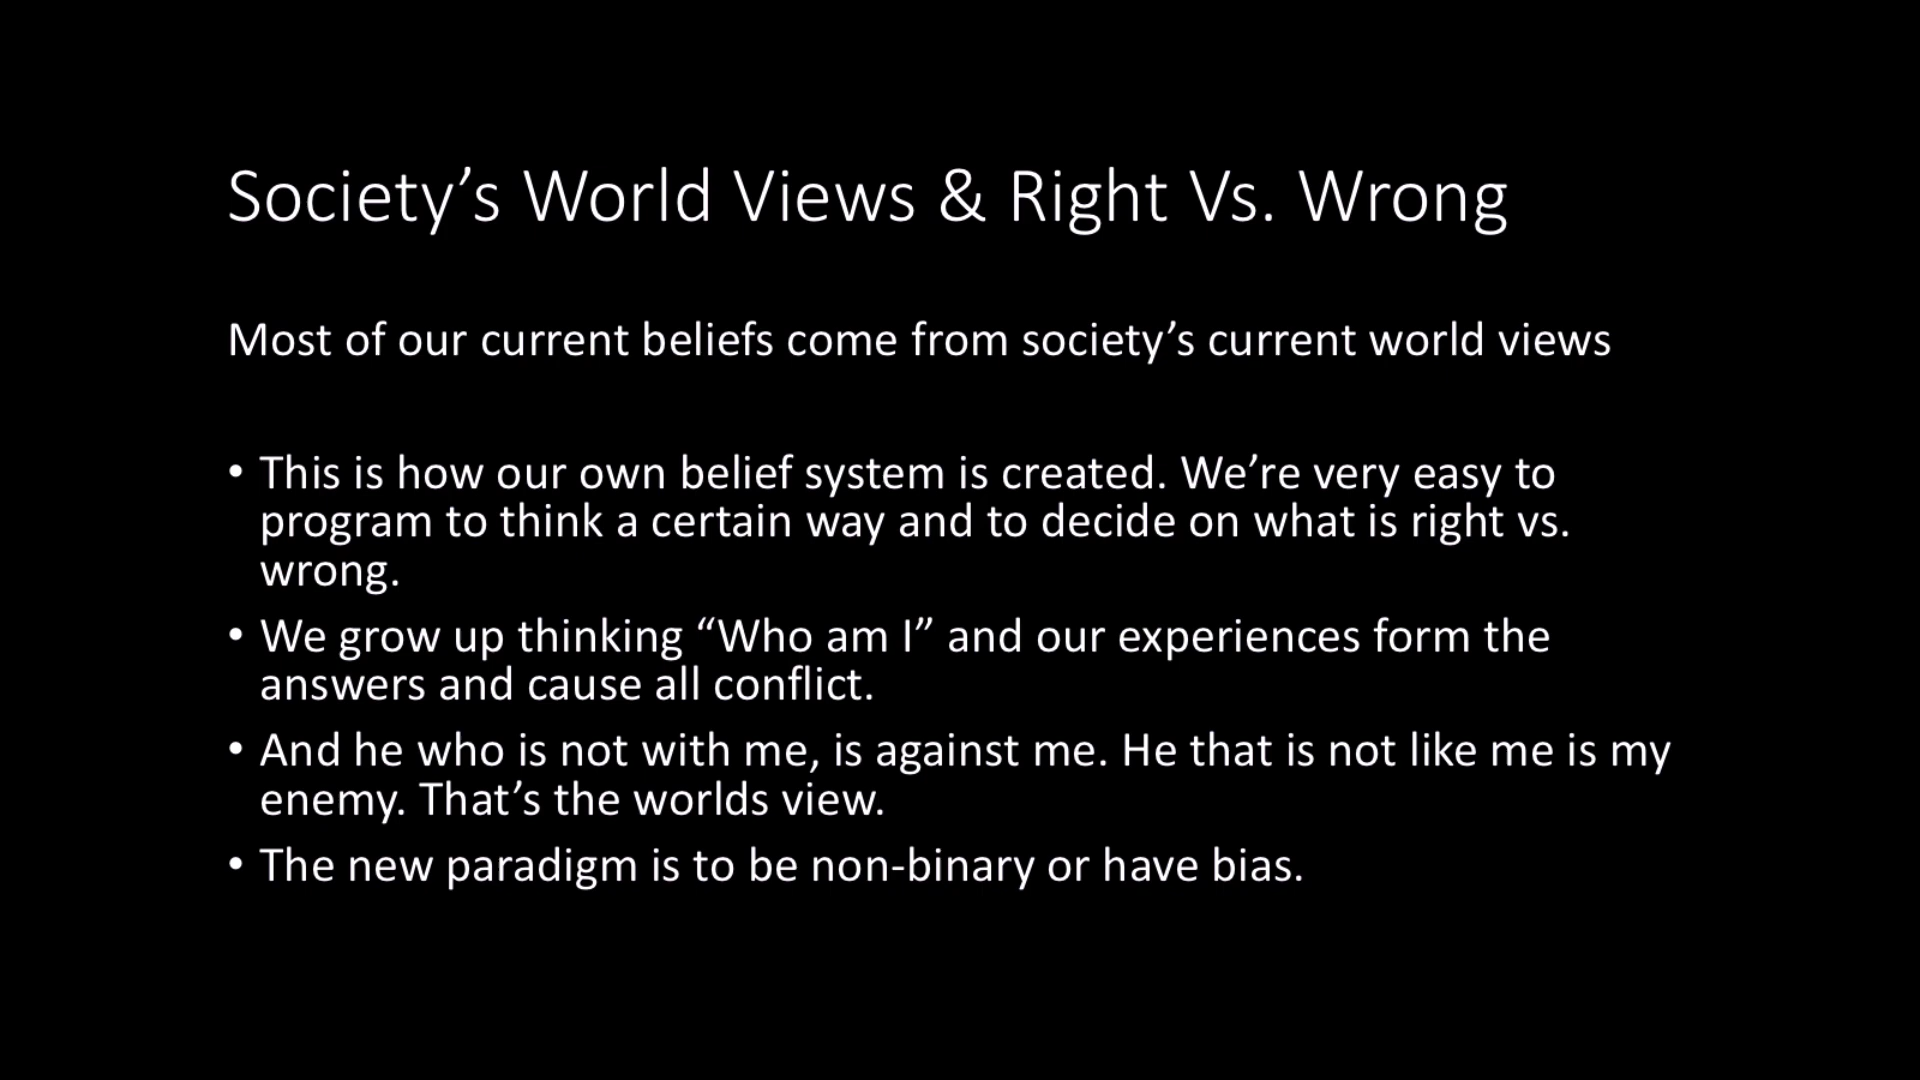 Society’s World Views & Right Vs. Wrong
Most of our current beliefs come from society’s current world views
• This is how our own belief system is created. We’re very easy to
program to think a certain way and to decide on what is right vs.
wrong.
• We grow up thinking “Who am I” and our experiences form the
answers and cause all conflict.
• And he who is not with me, is against me. He that is not like me is my
enemy. That’s the worlds view.
• The new paradigm is to be non-binary or have bias.